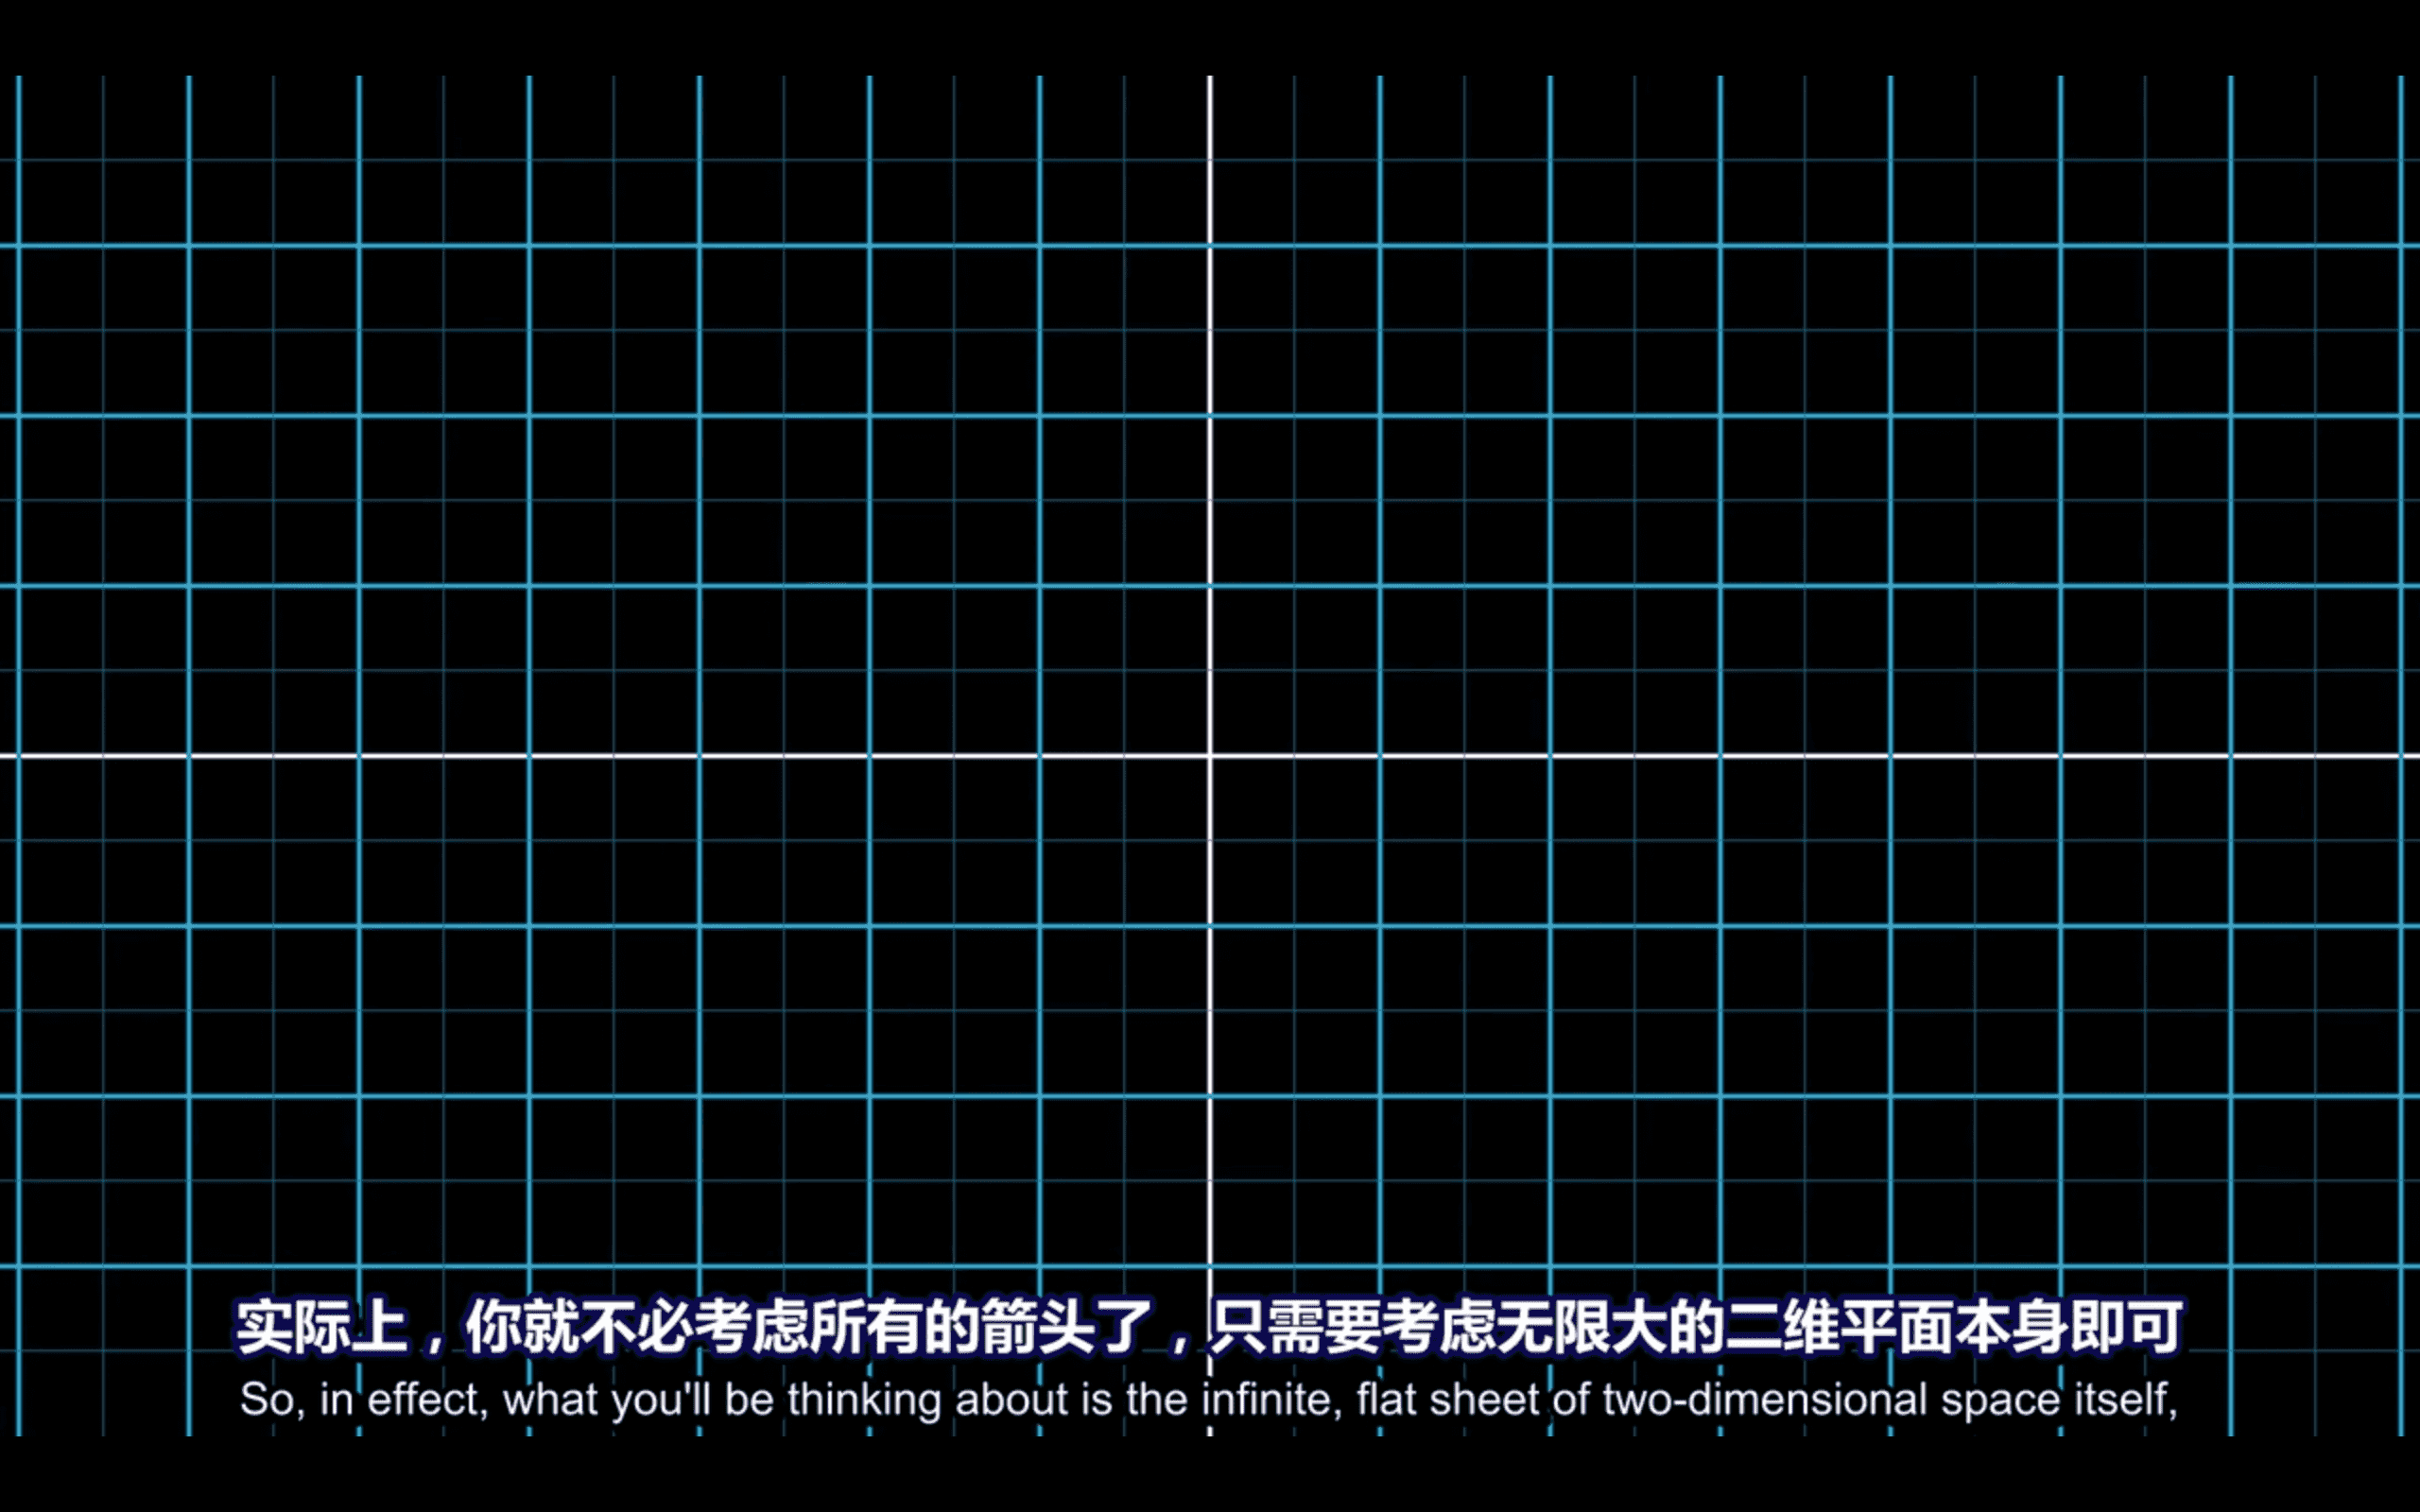 实际上，你就不必考虑所有的箭头了，只需要考虑无限大的二维平面本身即可
So, in effect, what you'll be thinking about is the infinite, flat sheet of two-dimensional space itself,